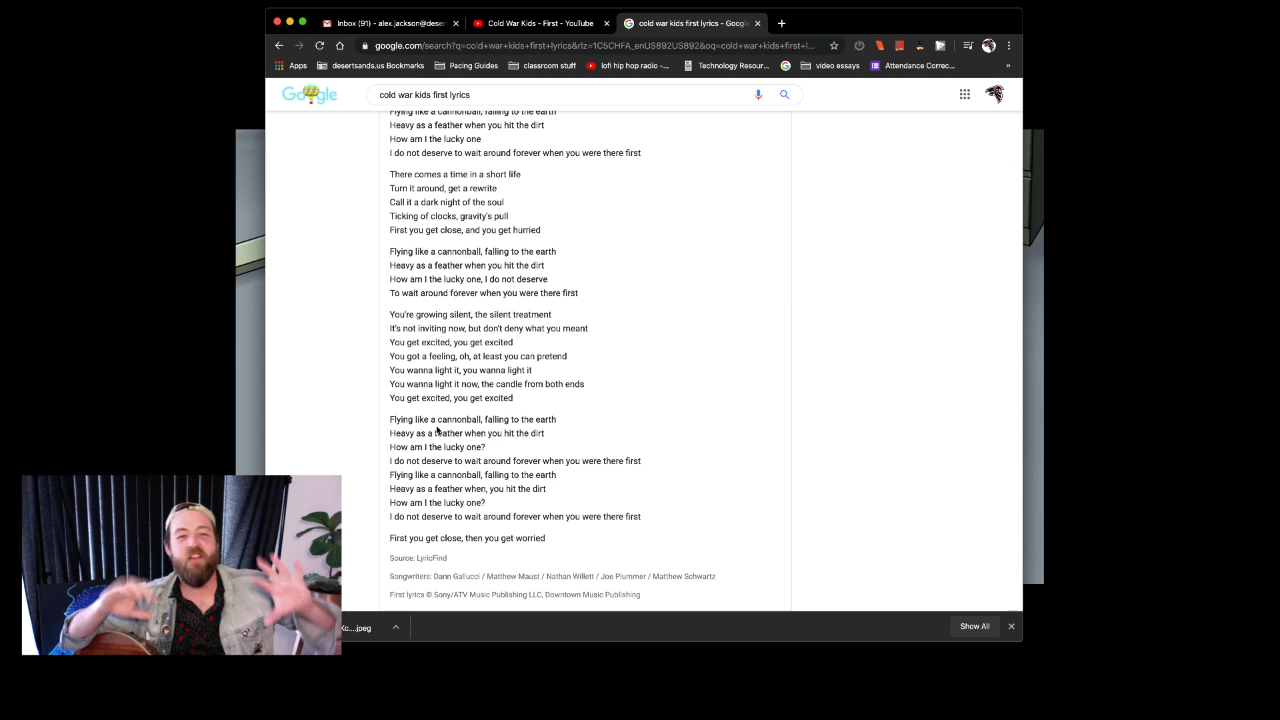 Inbox (91) - alex.jackson@deser
Cold War Kids - First - YouTube
cold war kids first lyrics - Google
google.com/search?q=cold+war+kids+first+lyrics&rlz=1C5CHFA_enUS892US892&oq=cold+war+kids+first+l...
Apps
desertsands.us Bookmarks
Pacing Guides
classroom stuff
lofi hip hop radio -...
Technology Resour...
video essays
Attendance Correc...
»
Google
cold war kids first lyrics
Flying like a cannonball, falling to the earth
Heavy as a feather when you hit the dirt
How am I the lucky one
I do not deserve to wait around forever when you were there first
There comes a time in a short life
Turn it around, get a rewrite
Call it a dark night of the soul
Ticking of clocks, gravity's pull
First you get close, and you get hurried
Flying like a cannonball, falling to the earth
Heavy as a feather when you hit the dirt
How am I the lucky one, I do not deserve
To wait around forever when you were there first
You're growing silent, the silent treatment
It's not inviting now, but don't deny what you meant
You get excited, you get excited
You got a feeling, oh, at least you can pretend
You wanna light it, you wanna light it
You wanna light it now, the candle from both ends
You get excited, you get excited
Flying like a cannonball, falling to the earth
Heavy as a feather when you hit the dirt
How am I the lucky one?
I do not deserve to wait around forever when you were there first
Flying like a cannonball, falling to the earth
Heavy as a feather when, you hit the dirt
How am I the lucky one?
I do not deserve to wait around forever when you were there first
First you get close, then you get worried
Source: LyricFind
Songwriters: Dann Gallucci / Matthew Maust / Nathan Willett / Joe Plummer / Matthew Schwartz
First lyrics © Sony/ATV Music Publishing LLC, Downtown Music Publishing
Kc....jpeg
Show All